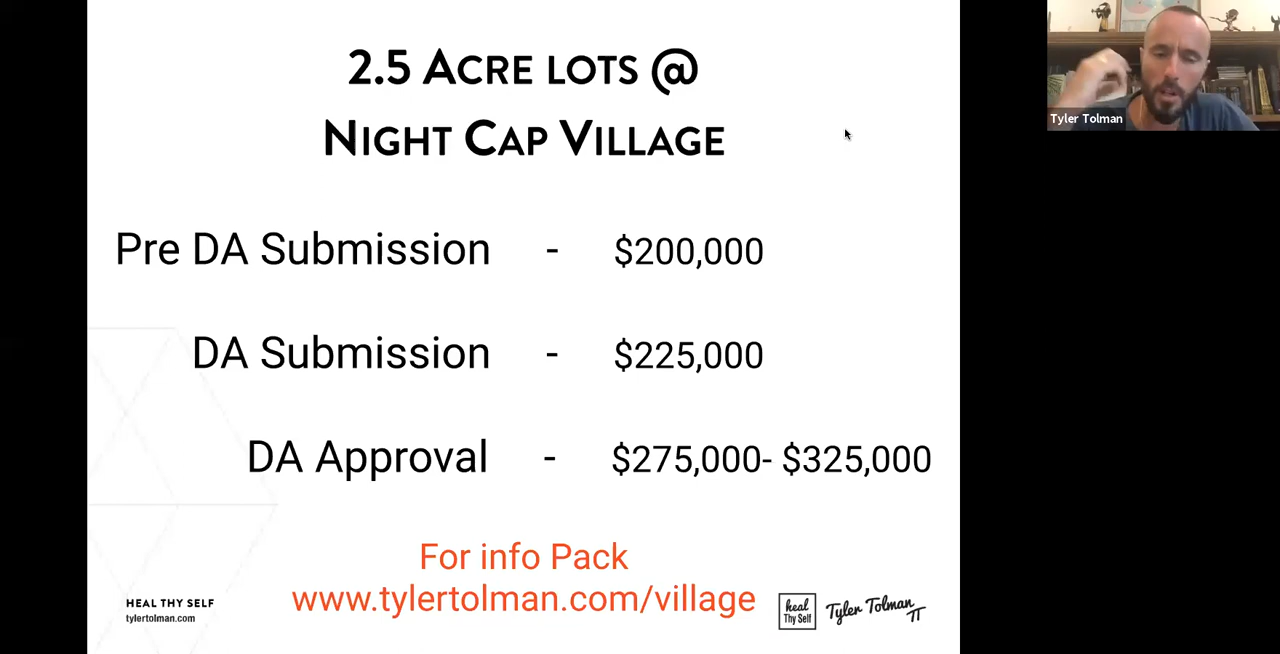 2.5 Acre lots @
Night Cap Village
Pre DA Submission - $200,000
DA Submission - $225,000
DA Approval - $275,000- $325,000
For info Pack
www.tylertolman.com/village
HEAL THY SELF
tylertolman.com
heal
Thy Self
Tyler Tolman
Tyler Tolman